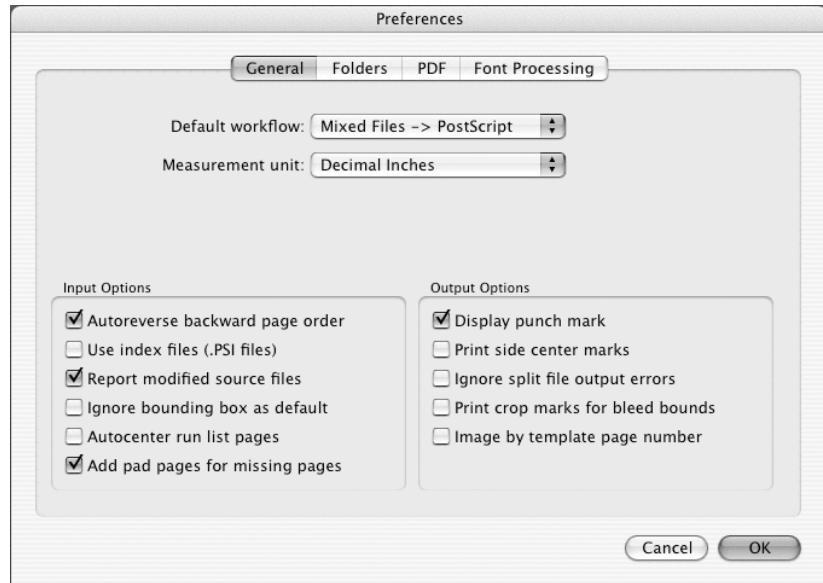 Preferences
General Folders PDF Font Processing
Default workflow: Mixed Files -> PostScript
Measurement unit: Decimal Inches
Input Options
Autoreverse backward page order
Use index files (.PSI files)
Report modified source files
Ignore bounding box as default
Autocenter run list pages
Add pad pages for missing pages
Output Options
Display punch mark
Print side center marks
Ignore split file output errors
Print crop marks for bleed bounds
Image by template page number
Cancel OK